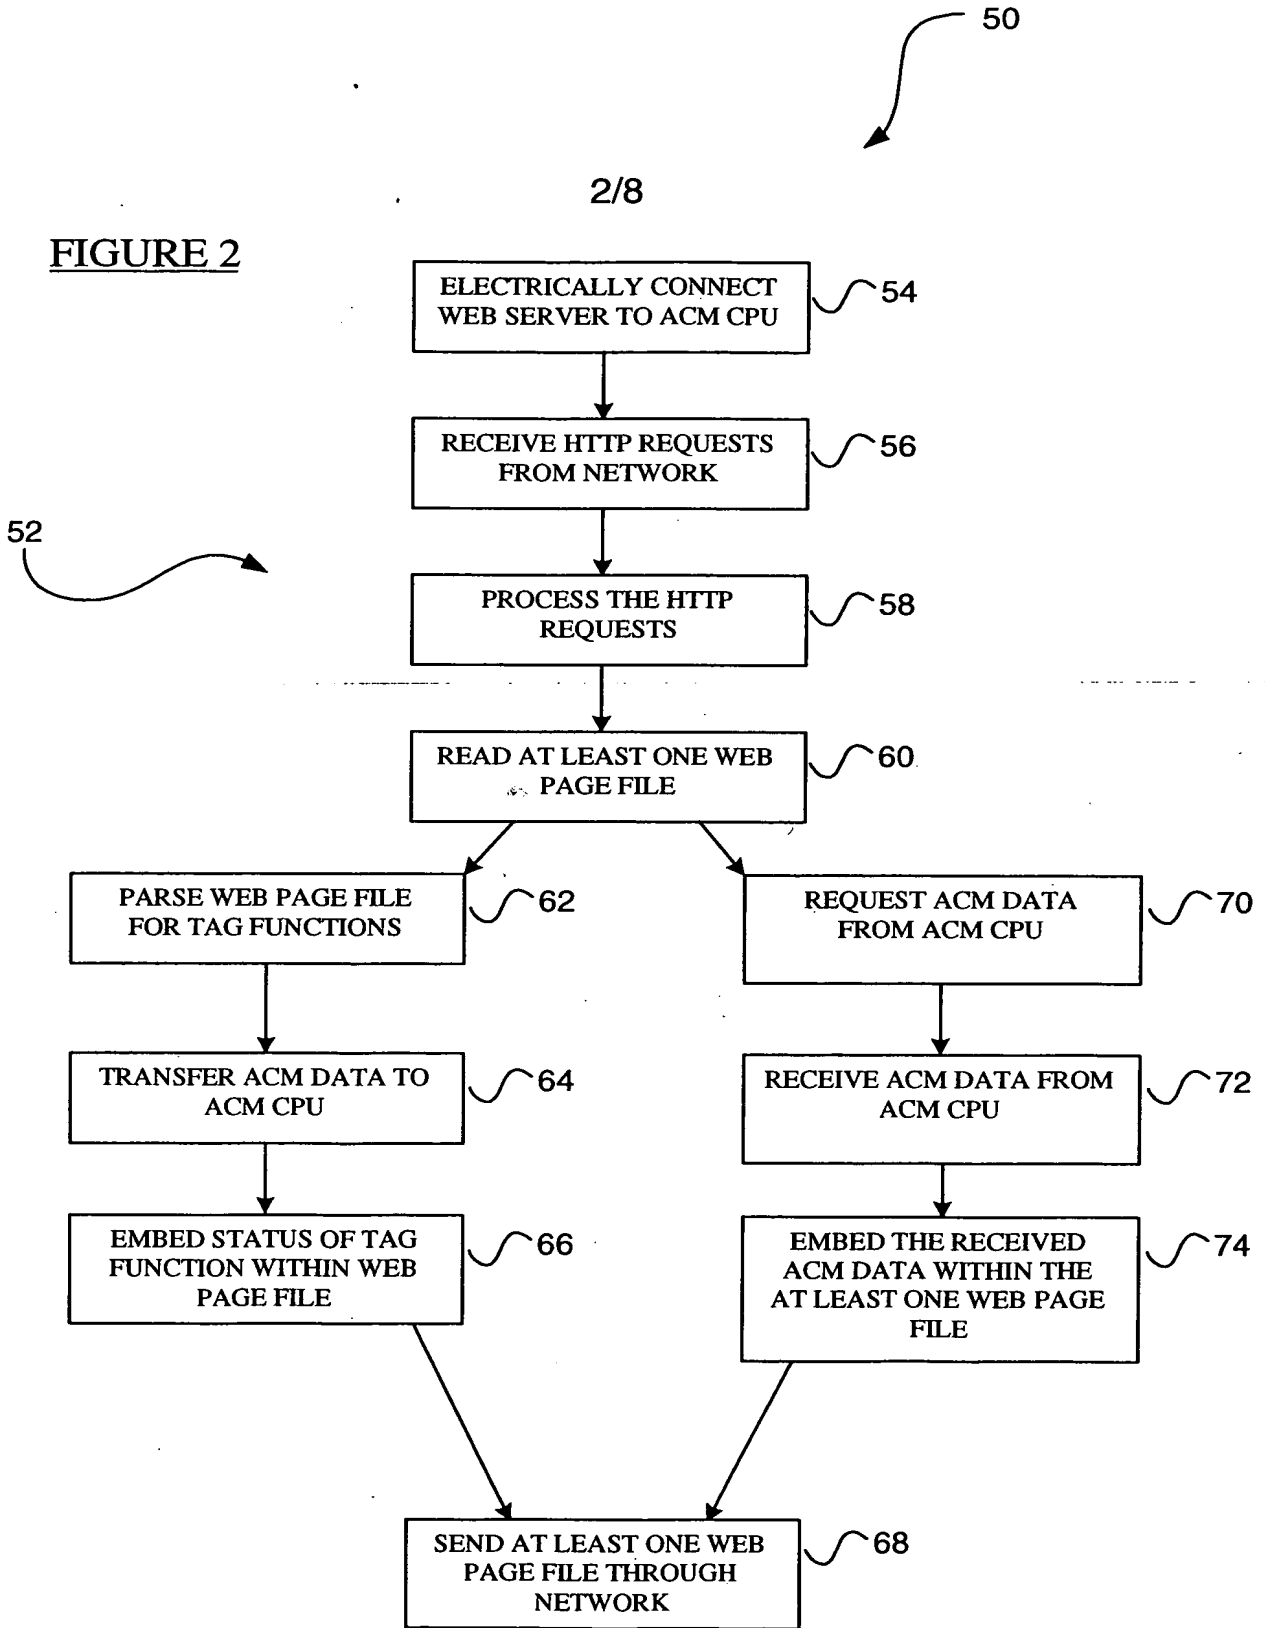 50
2/8
FIGURE 2
ELECTRICALLY CONNECT
WEB SERVER TO ACM CPU
54
RECEIVE HTTP REQUESTS
FROM NETWORK
56
52
PROCESS THE HTTP
REQUESTS
58
READ AT LEAST ONE WEB
PAGE FILE
60
PARSE WEB PAGE FILE
FOR TAG FUNCTIONS
62
REQUEST ACM DATA
FROM ACM CPU
70
TRANSFER ACM DATA TO
ACM CPU
64
RECEIVE ACM DATA FROM
ACM CPU
72
EMBED STATUS OF TAG
FUNCTION WITHIN WEB
PAGE FILE
66
EMBED THE RECEIVED
ACM DATA WITHIN THE
AT LEAST ONE WEB PAGE
FILE
74
SEND AT LEAST ONE WEB
PAGE FILE THROUGH
NETWORK
68